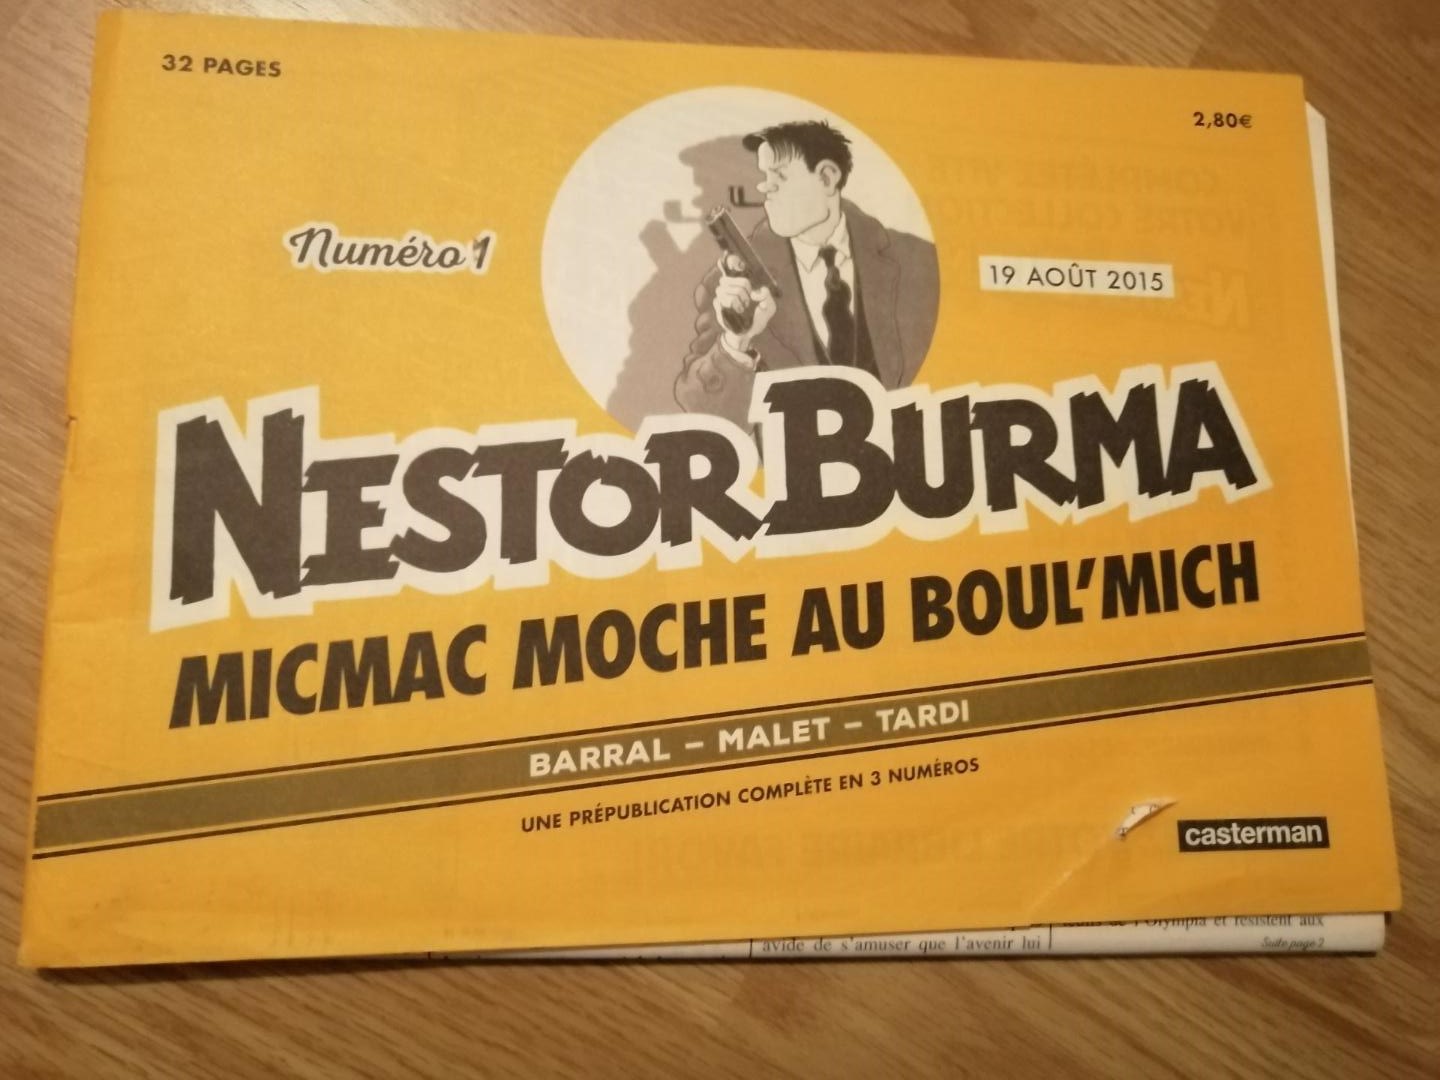 32 PAGES
2,80€
Numéro 1
19 AOÛT 2015
NESTOR BURMA
MICMAC MOCHE AU BOUL'MICH
BARRAL – MALET – TARDI
UNE PRÉPUBLICATION COMPLÈTE EN 3 NUMÉROS
casterman
de l'Olympia et résistent aux
avide de s'amuser que l'avenir lui
Suite page 2